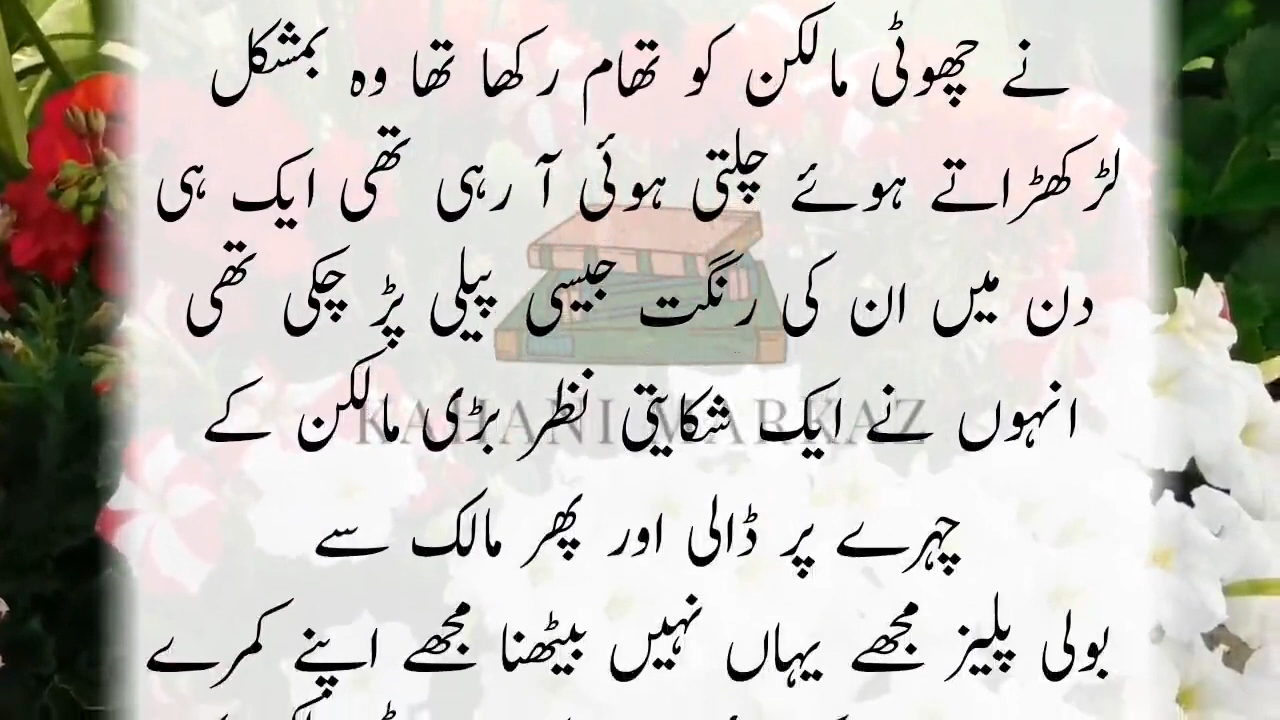 نے چھوٹی مالکن کو تھام رکھا تھا وہ بمشکل
لڑکھڑاتے ہوئے چلتی ہوئی آ رہی تھی ایک ہی
دن میں ان کی رنگت جیسی پیلی پڑ چکی تھی
انہوں نے ایک شکایتی نظر بڑی مالکن کے
KAHANI MARKAZ
چہرے پر ڈالی اور پھر مالک سے
بولی پلیز مجھے یہاں نہیں بیٹھنا مجھے اپنے کمرے